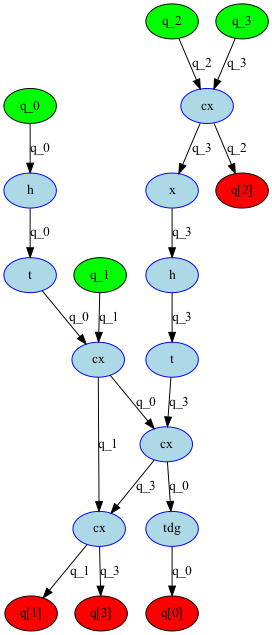 q_2 q_3
q_2 q_3
q_0 cx
q_0 q_3 q_2
h x q[2]
q_0 q_3
t q_1 h
q_0 q_1 q_3
cx t
q_0 q_3
q_1 cx
q_3 q_0
cx tdg
q_1 q_3 q_0
q[1] q[3] q[0]